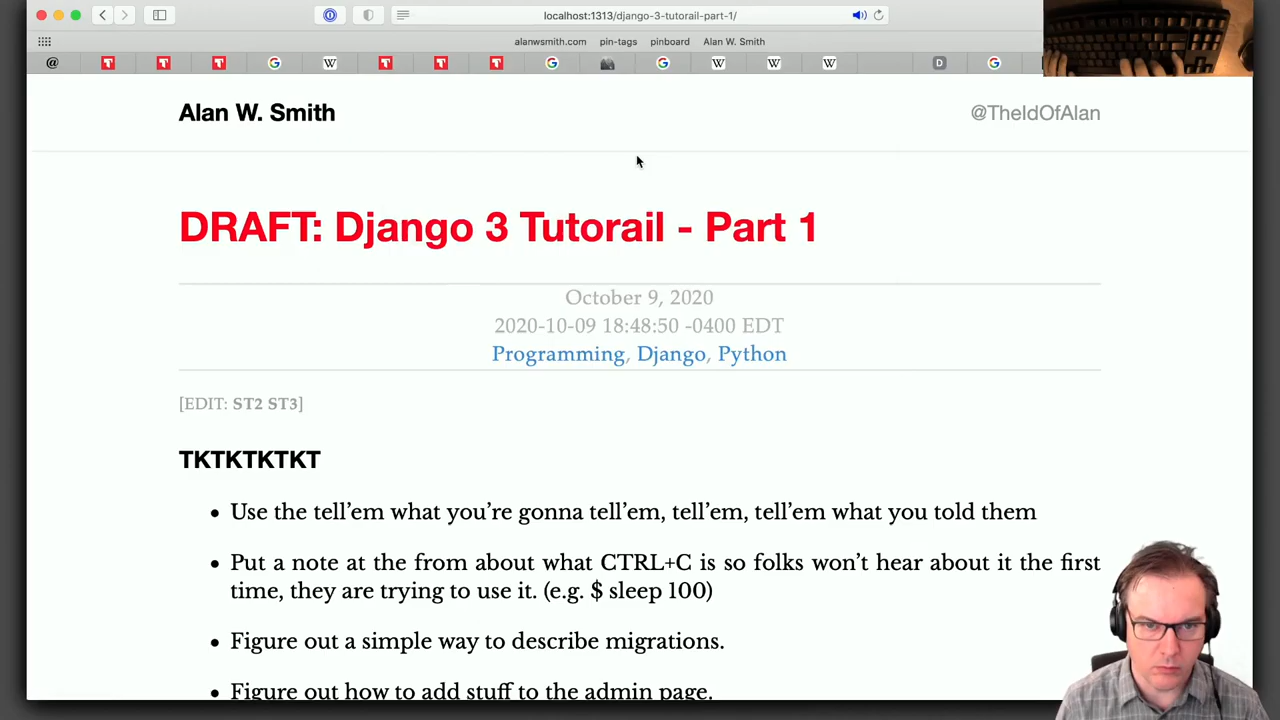 localhost:1313/django-3-tutorail-part-1/
alanwsmith.com pin-tags pinboard Alan W. Smith
@ T T T G W T T T G G W W W D G
Alan W. Smith
@TheIdOfAlan
DRAFT: Django 3 Tutorail - Part 1
October 9, 2020
2020-10-09 18:48:50 -0400 EDT
Programming, Django, Python
[EDIT: ST2 ST3]
TKTKTKTKT
• Use the tell’em what you’re gonna tell’em, tell’em, tell’em what you told them
• Put a note at the from about what CTRL+C is so folks won’t hear about it the first
time, they are trying to use it. (e.g. $ sleep 100)
• Figure out a simple way to describe migrations.
• Figure out how to add stuff to the admin page.